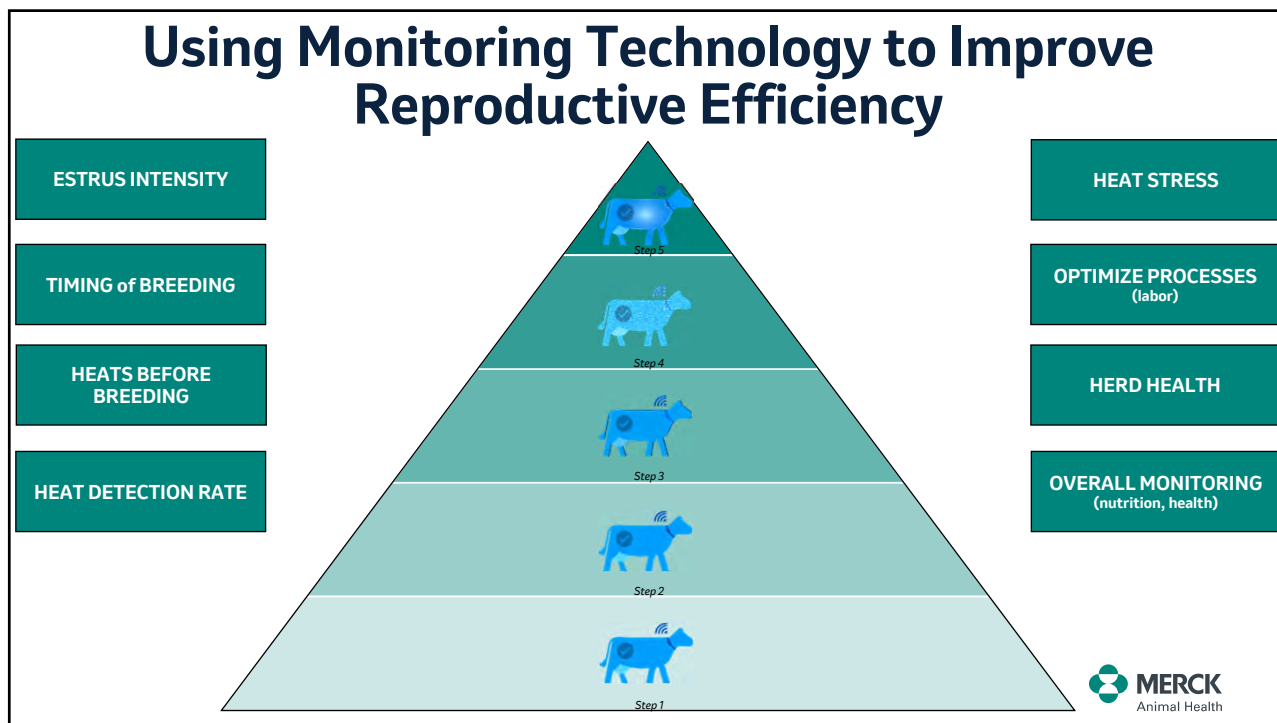 Using Monitoring Technology to Improve
Reproductive Efficiency
ESTRUS INTENSITY
TIMING of BREEDING
HEATS BEFORE
BREEDING
HEAT DETECTION RATE
Step 5
Step 4
Step 3
Step 2
Step 1
HEAT STRESS
OPTIMIZE PROCESSES
(labor)
HERD HEALTH
OVERALL MONITORING
(nutrition, health)
MERCK
Animal Health